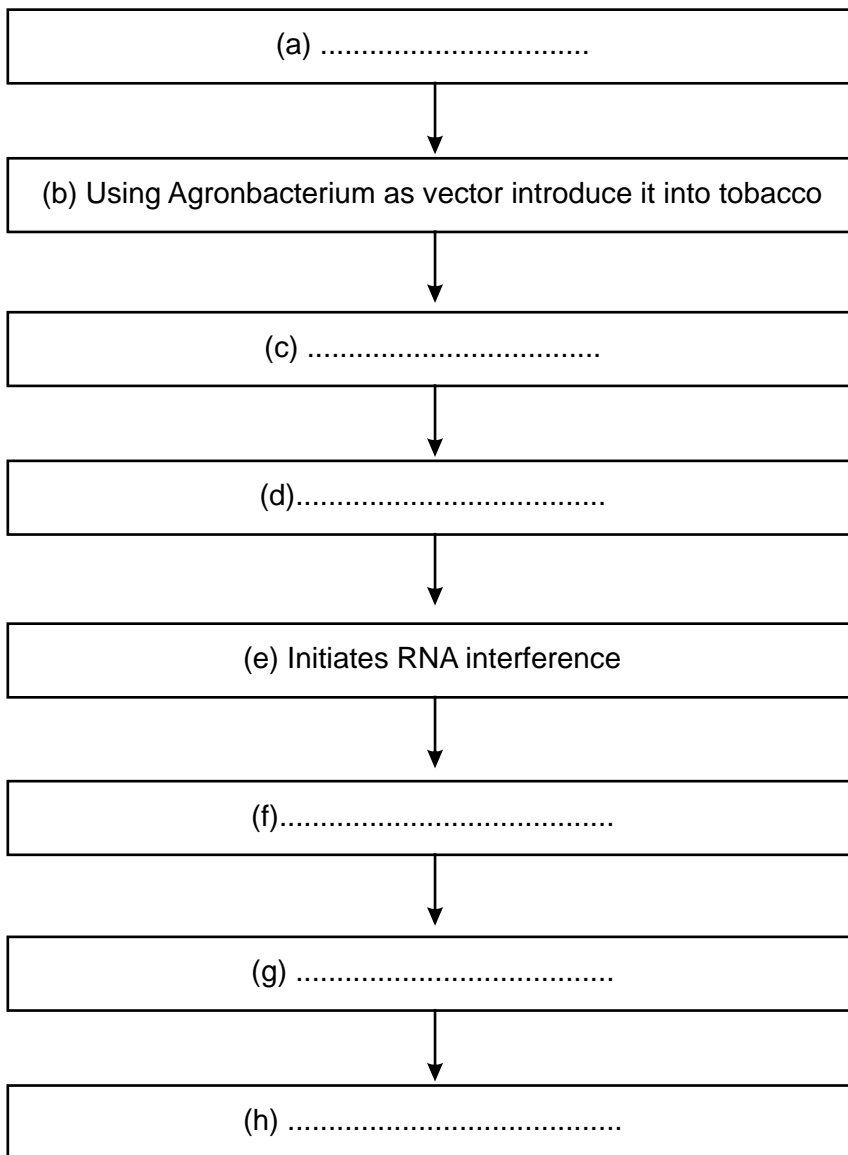 (a) .................................
(b) Using Agronbacterium as vector introduce it into tobacco
(c) ....................................
(d)......................................
(e) Initiates RNA interference
(f).........................................
(g) .......................................
(h) .........................................